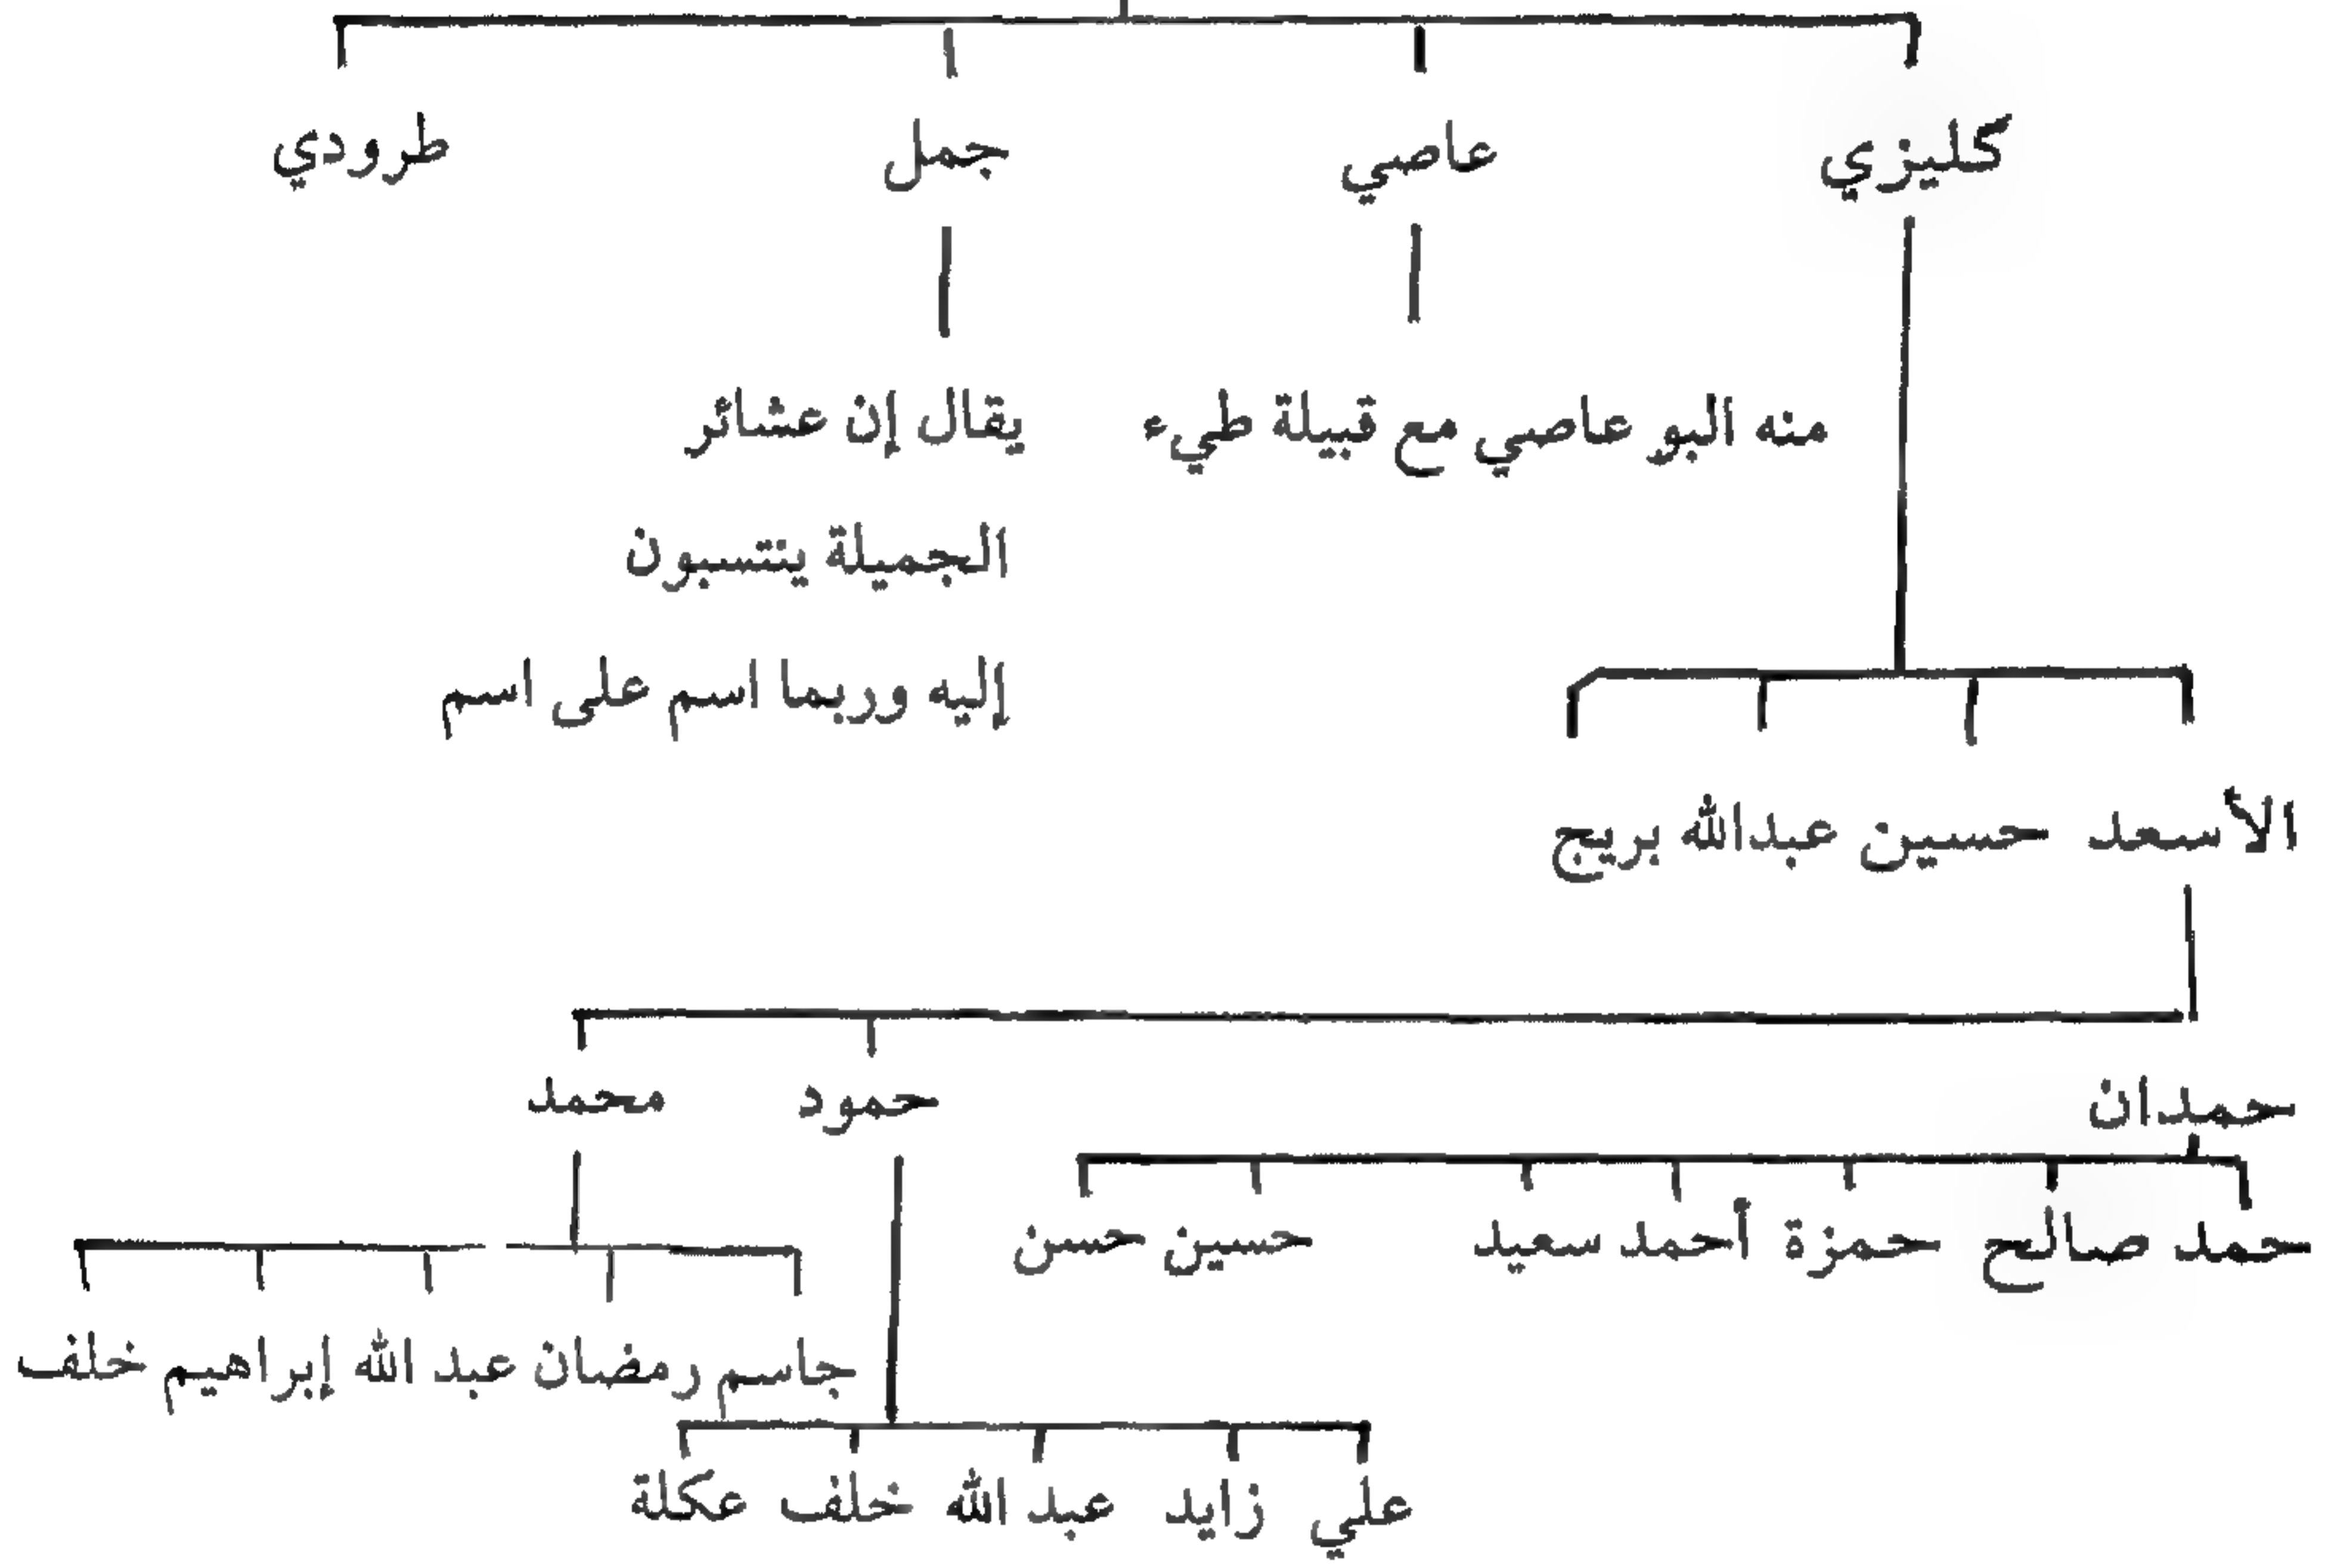 كليزي عاصي جمل طرودي
منه البو عاصي مع قبيلة طيء
يقال إن عشائر
الجميلة ينتسبون
إليه وربما اسم على اسم
الأسعد حسين عبدالله بريج
حمدان حمود محمد
حمد صالح حمزة أحمد سعيد حسين حسن
جاسم رمضان عبد الله إبراهيم خلف
علي زايد عبد الله خلف عكلة